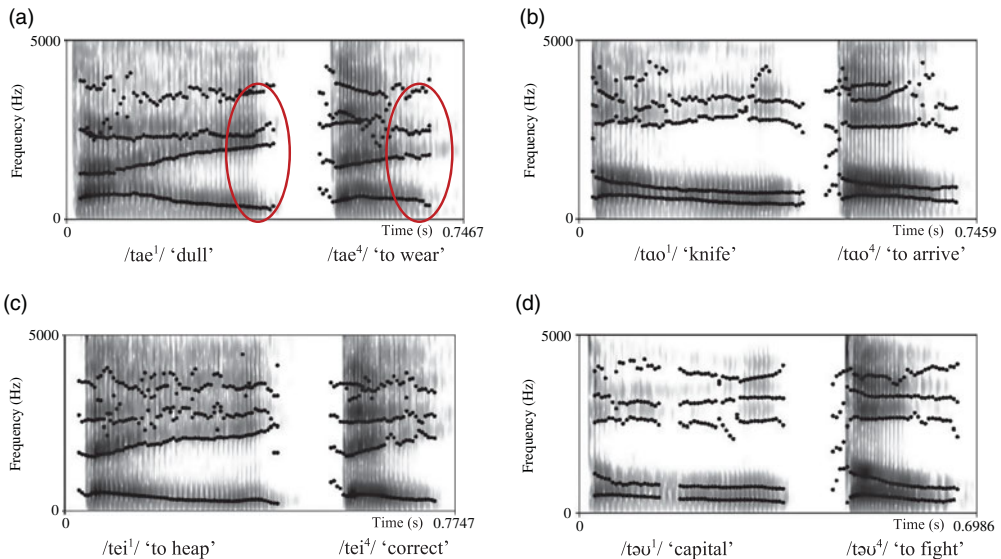 (a)
5000
Frequency (Hz)
0
0
Time (s) 0.7467
/tae¹/ ‘dull’
/tae⁴/ ‘to wear’
(b)
5000
Frequency (Hz)
0
0
Time (s) 0.7459
/tɑo¹/ ‘knife’
/tɑo⁴/ ‘to arrive’
(c)
5000
Frequency (Hz)
0
0
Time (s) 0.7747
/tei¹/ ‘to heap’
/tei⁴/ ‘correct’
(d)
5000
Frequency (Hz)
0
0
Time (s) 0.6986
/təʊ¹/ ‘capital’
/təʊ⁴/ ‘to fight’